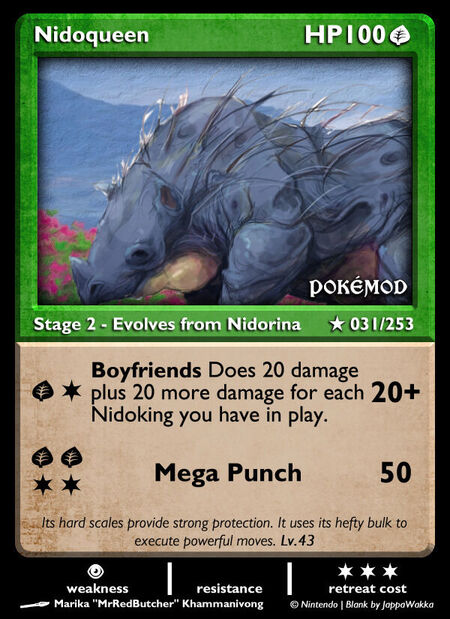 Nidoqueen HP100
POKÉMOD
Stage 2 - Evolves from Nidorina ★ 031/253
Boyfriends Does 20 damage
plus 20 more damage for each 20+
Nidoking you have in play.
Mega Punch 50
Its hard scales provide strong protection. It uses its hefty bulk to
execute powerful moves. Lv.43
weakness resistance retreat cost
Marika "MrRedButcher" Khammanivong © Nintendo | Blank by JappaWakka